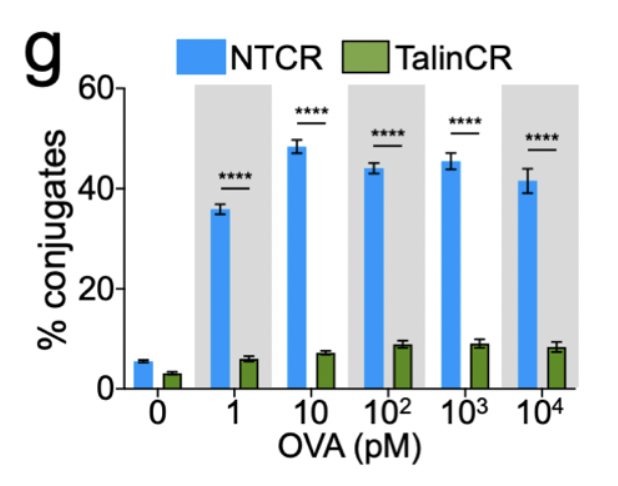 g
NTCR TalinCR
% conjugates
60
40
20
0
****
****
****
****
****
0 1 10 10² 10³ 10⁴
OVA (pM)